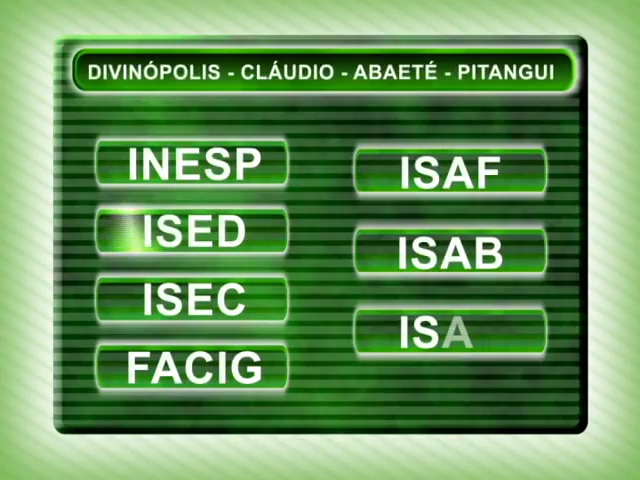 DIVINÓPOLIS - CLÁUDIO - ABAETÉ - PITANGUI
INESP
ISED
ISEC
FACIG
ISAF
ISAB
ISA